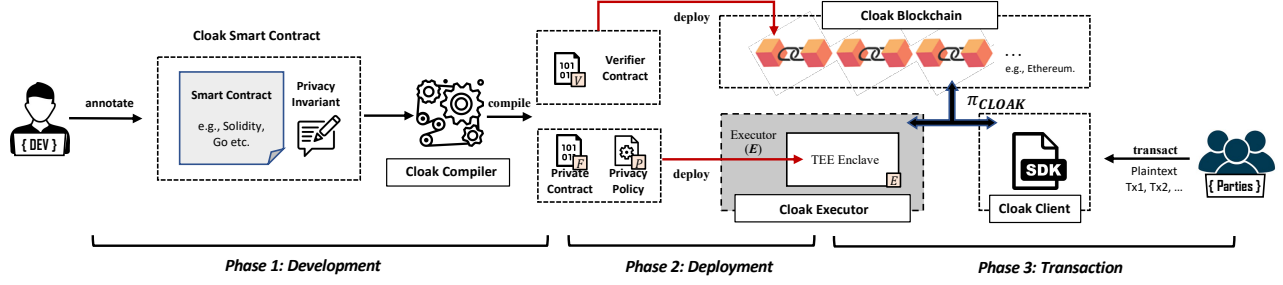 { DEV }
annotate
Cloak Smart Contract
Smart Contract
e.g., Solidity,
Go etc.
Privacy
Invariant
Cloak Compiler
compile
101
01
V
Verifier
Contract
101
01
F
Private
Contract
P
Privacy
Policy
deploy
deploy
Cloak Blockchain
...
e.g., Ethereum.
π_CLOAK
Executor
(E)
TEE Enclave
E
Cloak Executor
SDK
Cloak Client
transact
Plaintext
Tx1, Tx2, ...
{ Parties }
Phase 1: Development
Phase 2: Deployment
Phase 3: Transaction